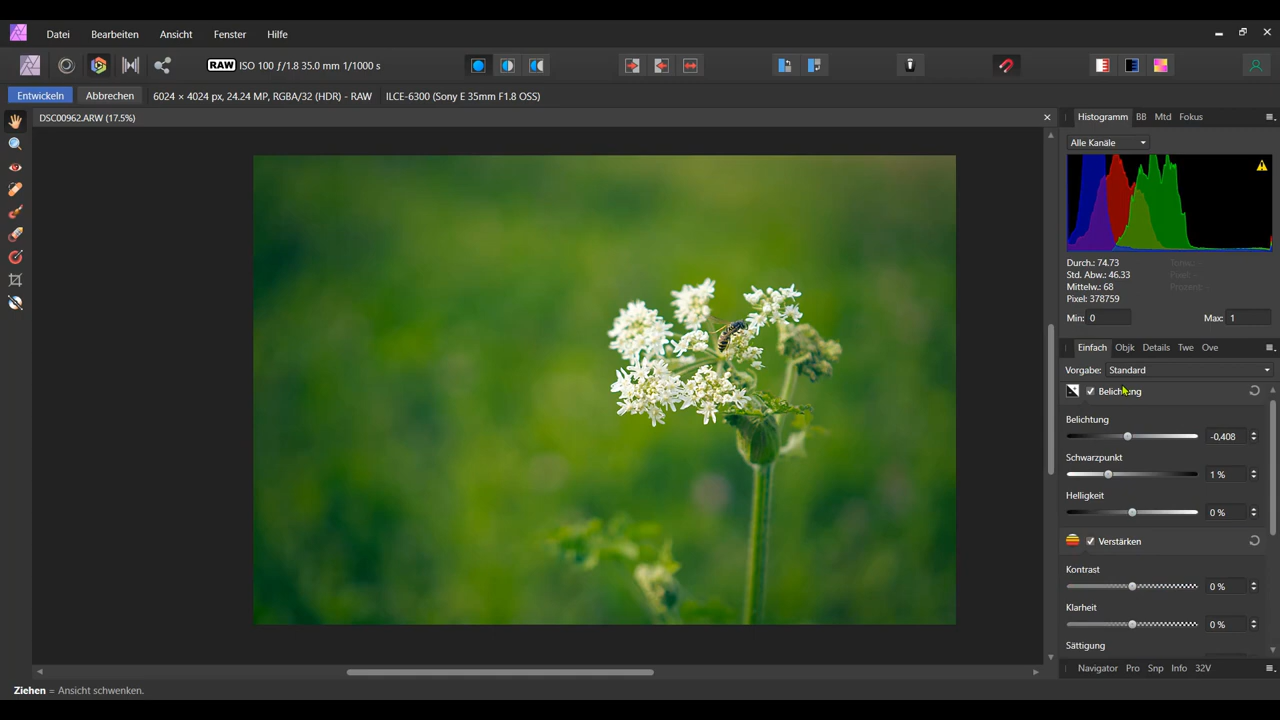 Datei Bearbeiten Ansicht Fenster Hilfe
RAW ISO 100 ƒ/1.8 35.0 mm 1/1000 s
Entwickeln Abbrechen 6024 × 4024 px, 24.24 MP, RGBA/32 (HDR) - RAW ILCE-6300 (Sony E 35mm F1.8 OSS)
DSC00962.ARW (17.5%)
Histogramm BB Mtd Fokus
Alle Kanäle
Durch.: 74.73
Std. Abw.: 46.33
Mittelw.: 68
Pixel: 378759
Min: 0 Max: 1
Einfach Objk Details Twe Ove
Vorgabe: Standard
Belichtung
Belichtung
-0,408
Schwarzpunkt
1 %
Helligkeit
0 %
Verstärken
Kontrast
0 %
Klarheit
0 %
Sättigung
Navigator Pro Snp Info 32V
Ziehen = Ansicht schwenken.